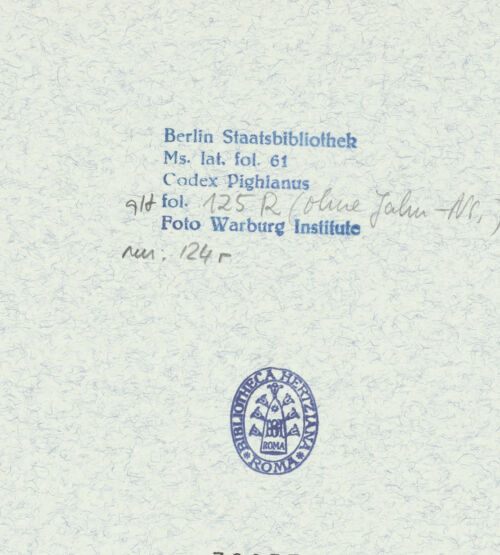 Berlin Staatsbibliothek
Ms. lat. fol. 61
Codex Pighianus
alt fol. 125 R (ohne Jahn-Nr.)
Foto Warburg Institute
neu: 124 r
BIBLIOTHECA HERTZIANA
ROMA
ROMA